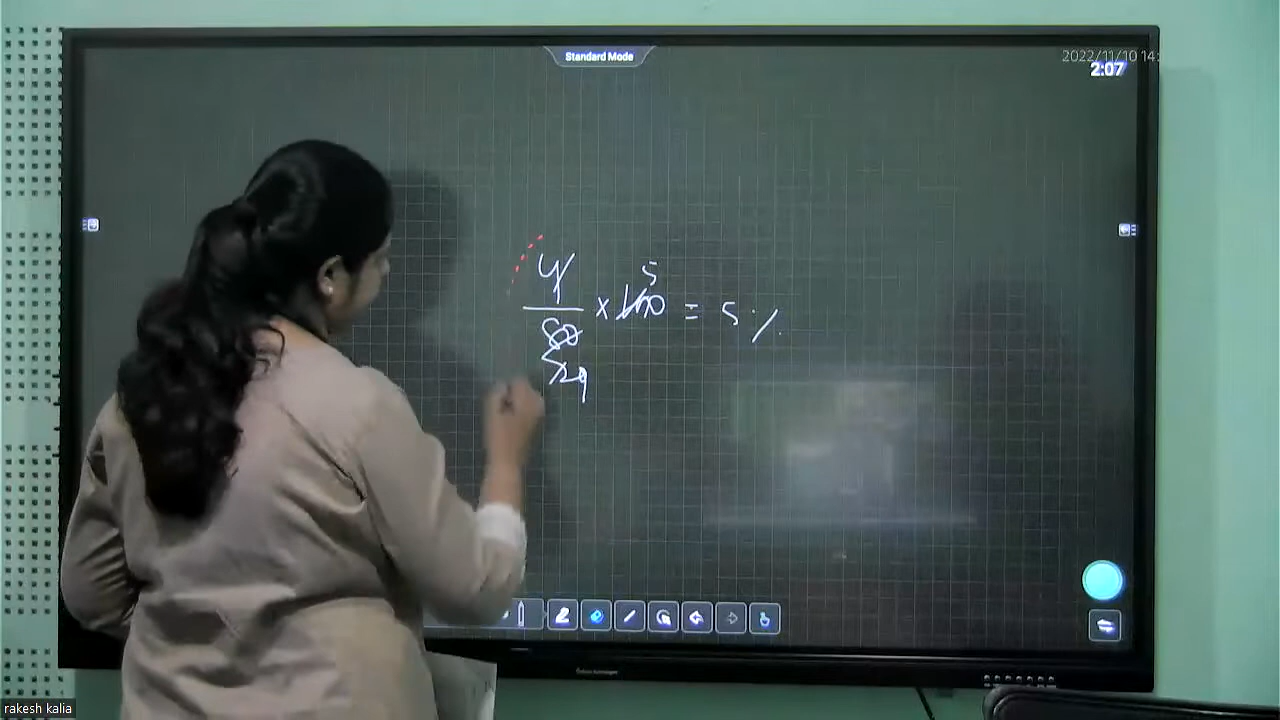 Standard Mode
2022/11/10 14:
2:07
5
4/80 × 100 = 5 %
20
rakesh kalia